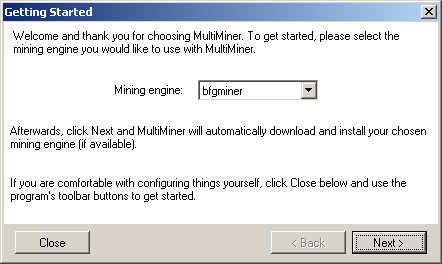 Getting Started
Welcome and thank you for choosing MultiMiner. To get started, please select the
mining engine you would like to use with MultiMiner.
Mining engine: bfgminer
Afterwards, click Next and MultiMiner will automatically download and install your chosen
mining engine (if available).
If you are comfortable with configuring things yourself, click Close below and use the
program's toolbar buttons to get started.
Close < Back Next >